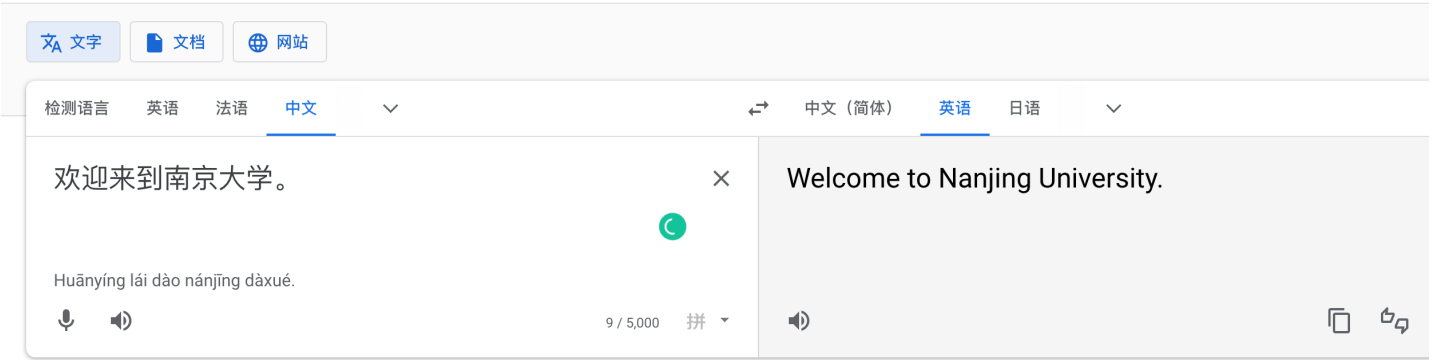 文字 文档 网站
检测语言 英语 法语 中文 中文（简体） 英语 日语
欢迎来到南京大学。 Welcome to Nanjing University.
Huānyíng lái dào nánjīng dàxué.
9 / 5,000 拼